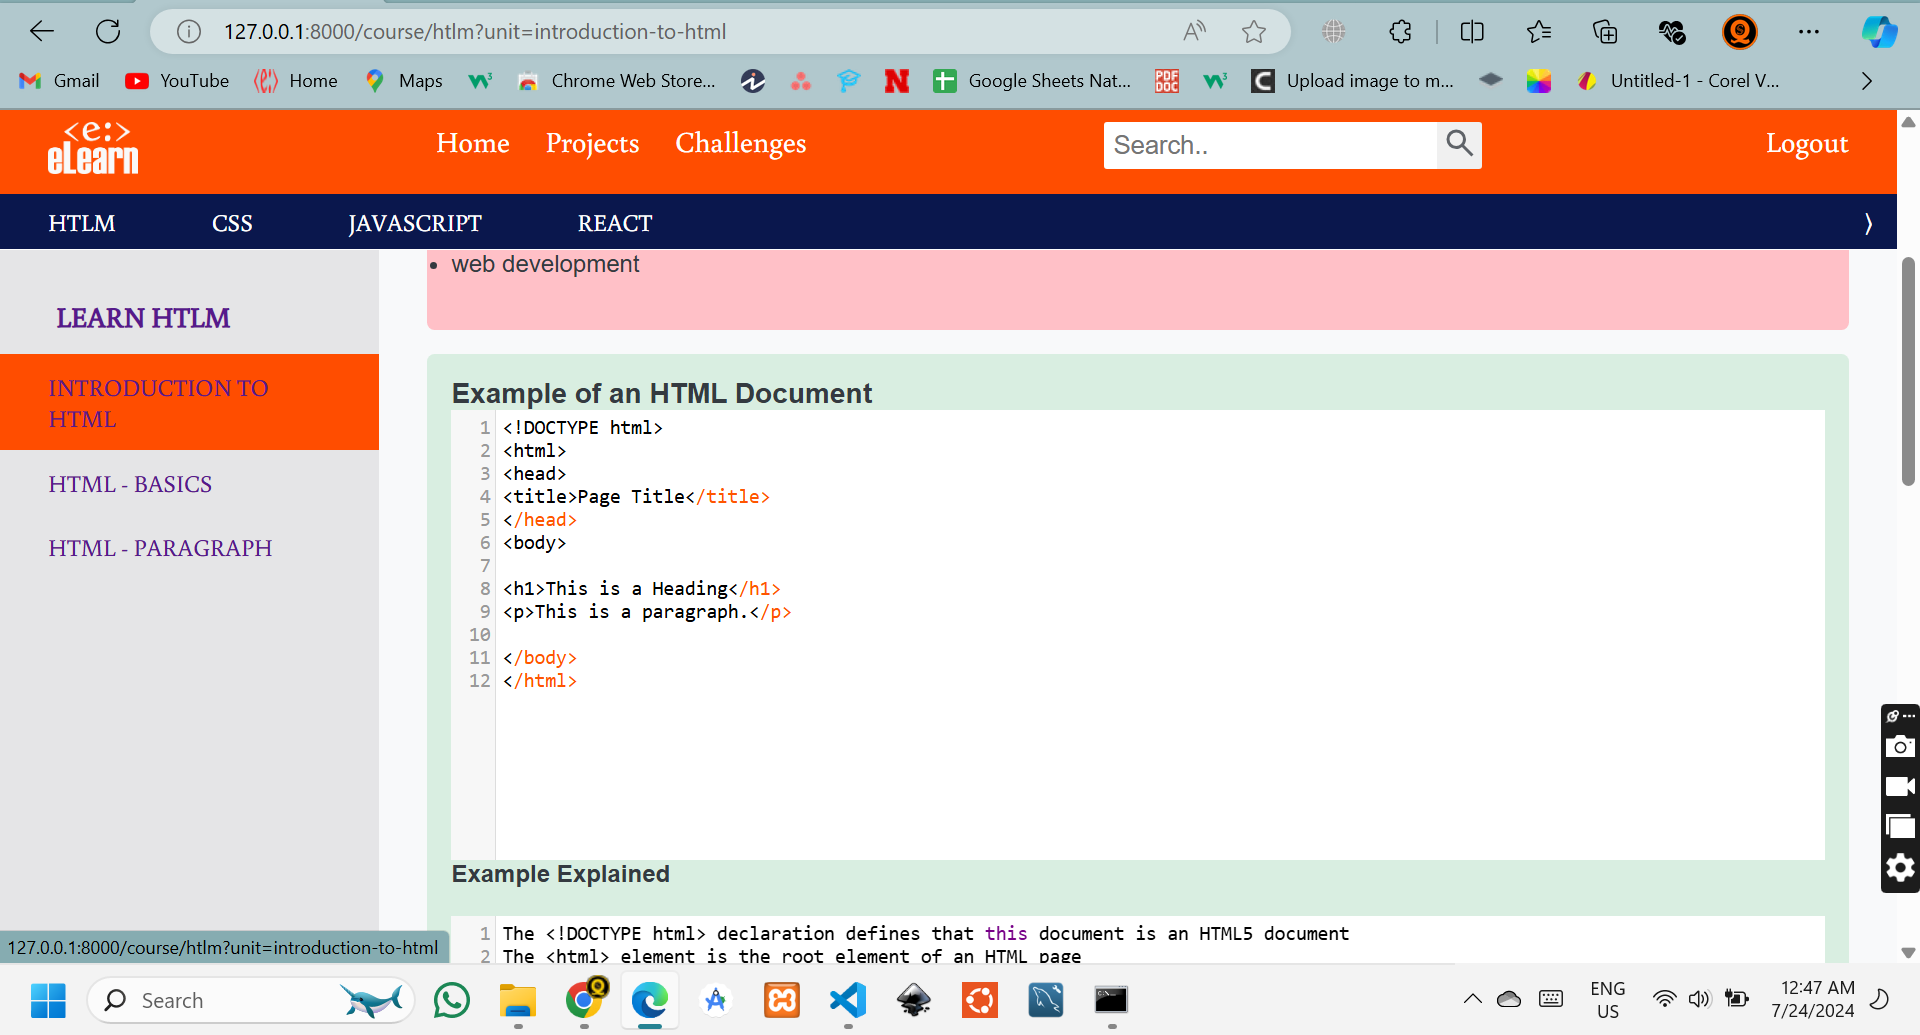 127.0.0.1:8000/course/htlm?unit=introduction-to-html
Gmail YouTube Home Maps Chrome Web Store... Google Sheets Nat... PDF DOC Upload image to m... Untitled-1 - Corel V...
<e:>
eLearn
Home Projects Challenges
Search..
Logout
HTLM CSS JAVASCRIPT REACT
LEARN HTLM
INTRODUCTION TO
HTML
HTML - BASICS
HTML - PARAGRAPH
• web development
Example of an HTML Document
1 <!DOCTYPE html>
2 <html>
3 <head>
4 <title>Page Title</title>
5 </head>
6 <body>
7
8 <h1>This is a Heading</h1>
9 <p>This is a paragraph.</p>
10
11 </body>
12 </html>
Example Explained
1 The <!DOCTYPE html> declaration defines that this document is an HTML5 document
2 The <html> element is the root element of an HTML page
127.0.0.1:8000/course/htlm?unit=introduction-to-html
Search
ENG
US
12:47 AM
7/24/2024